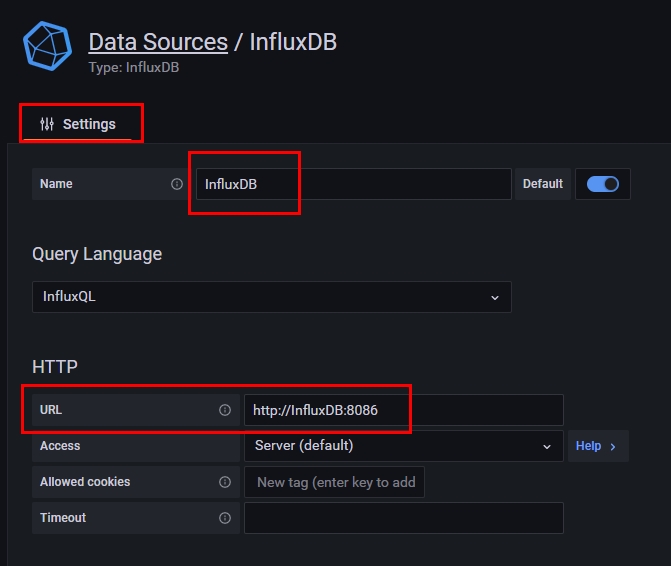 Data Sources / InfluxDB
Type: InfluxDB
Settings
Name InfluxDB Default
Query Language
InfluxQL
HTTP
URL http://InfluxDB:8086
Access Server (default) Help
Allowed cookies New tag (enter key to add
Timeout